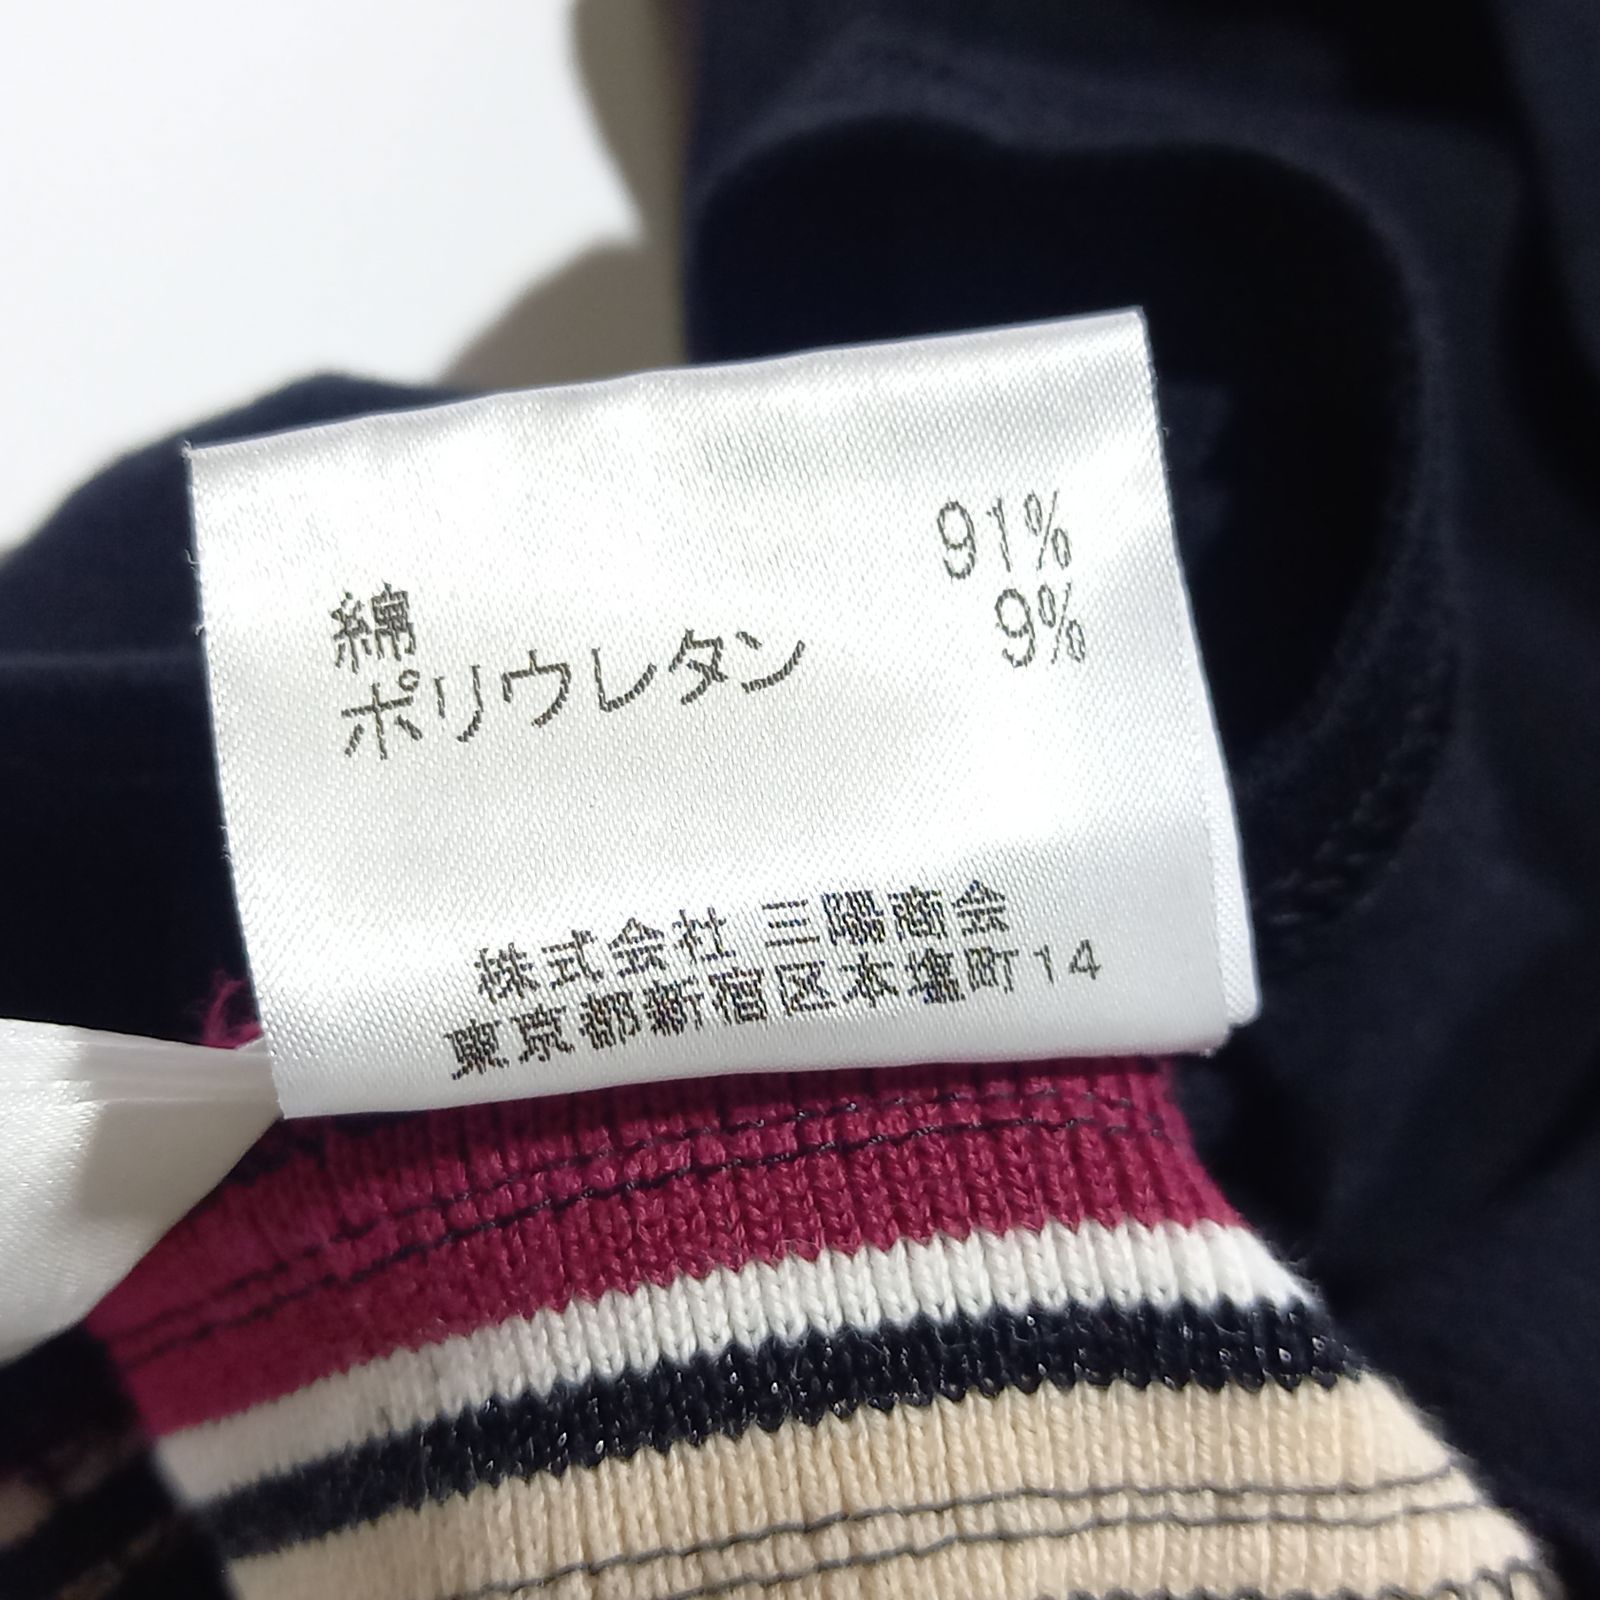 綿 91%
ポリウレタン 9%
株式会社 三陽商会
東京都新宿区本塩町14